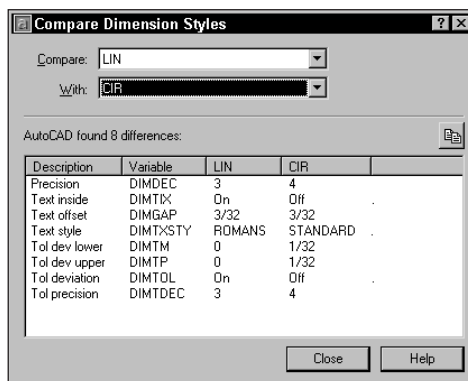 Compare Dimension Styles
Compare: LIN
With: CIR
AutoCAD found 8 differences:
Description Variable LIN CIR
Precision DIMDEC 3 4
Text inside DIMTIX On Off .
Text offset DIMGAP 3/32 3/32
Text style DIMTXSTY ROMANS STANDARD .
Tol dev lower DIMTM 0 1/32
Tol dev upper DIMTP 0 1/32
Tol deviation DIMTOL On Off .
Tol precision DIMTDEC 3 4
Close Help